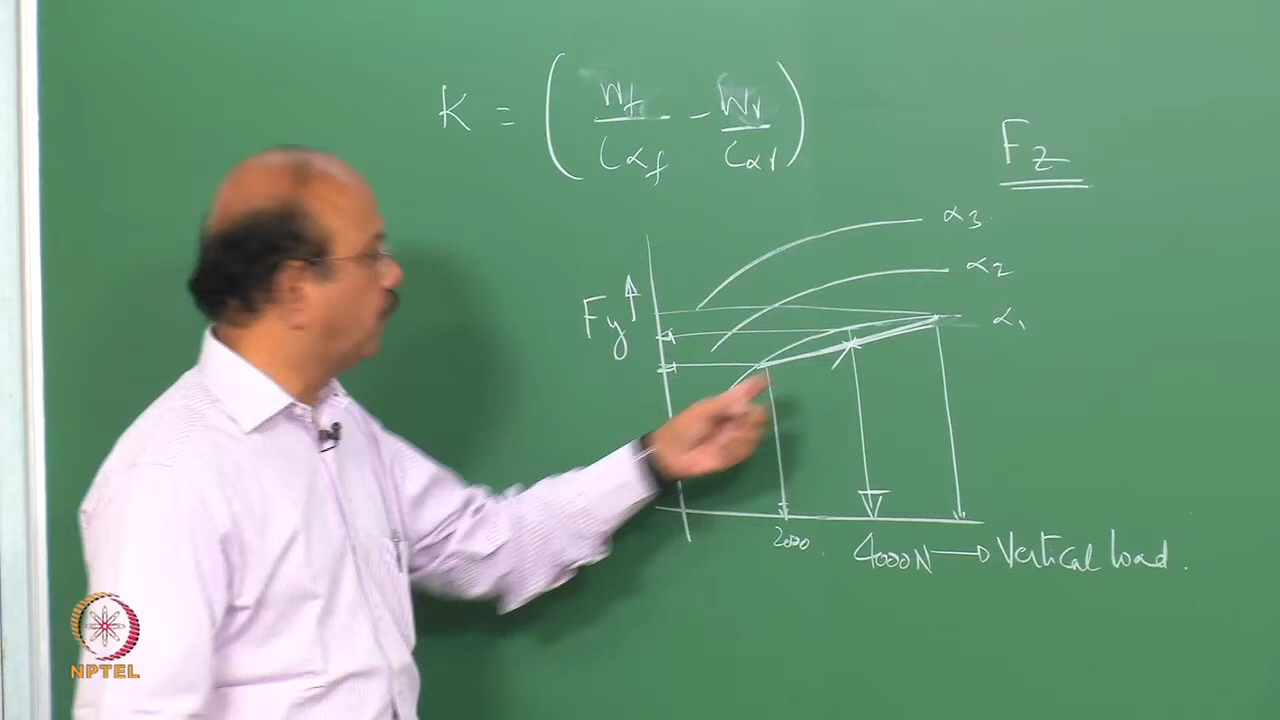 K = ( Wf / Cαf - Wr / Cαr )
Fz
α3
α2
Fy
α1
2000 4000N Vertical load.
NPTEL